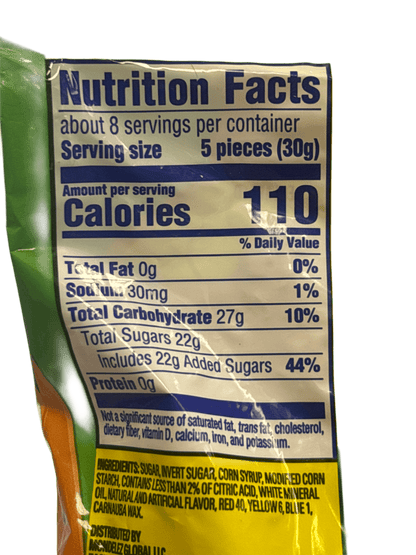 Nutrition Facts
about 8 servings per container
Serving size 5 pieces (30g)
Amount per serving
Calories 110
% Daily Value
Total Fat 0g 0%
Sodium 30mg 1%
Total Carbohydrate 27g 10%
Total Sugars 22g
Includes 22g Added Sugars 44%
Protein 0g
Not a significant source of saturated fat, trans fat, cholesterol,
dietary fiber, vitamin D, calcium, iron, and potassium.
INGREDIENTS: SUGAR, INVERT SUGAR, CORN SYRUP, MODIFIED CORN
STARCH, CONTAINS LESS THAN 2% OF CITRIC ACID, WHITE MINERAL
OIL, NATURAL AND ARTIFICIAL FLAVOR, RED 40, YELLOW 6, BLUE 1,
CARNAUBA WAX.
DISTRIBUTED BY
MONDELEZ GLOBAL LLC